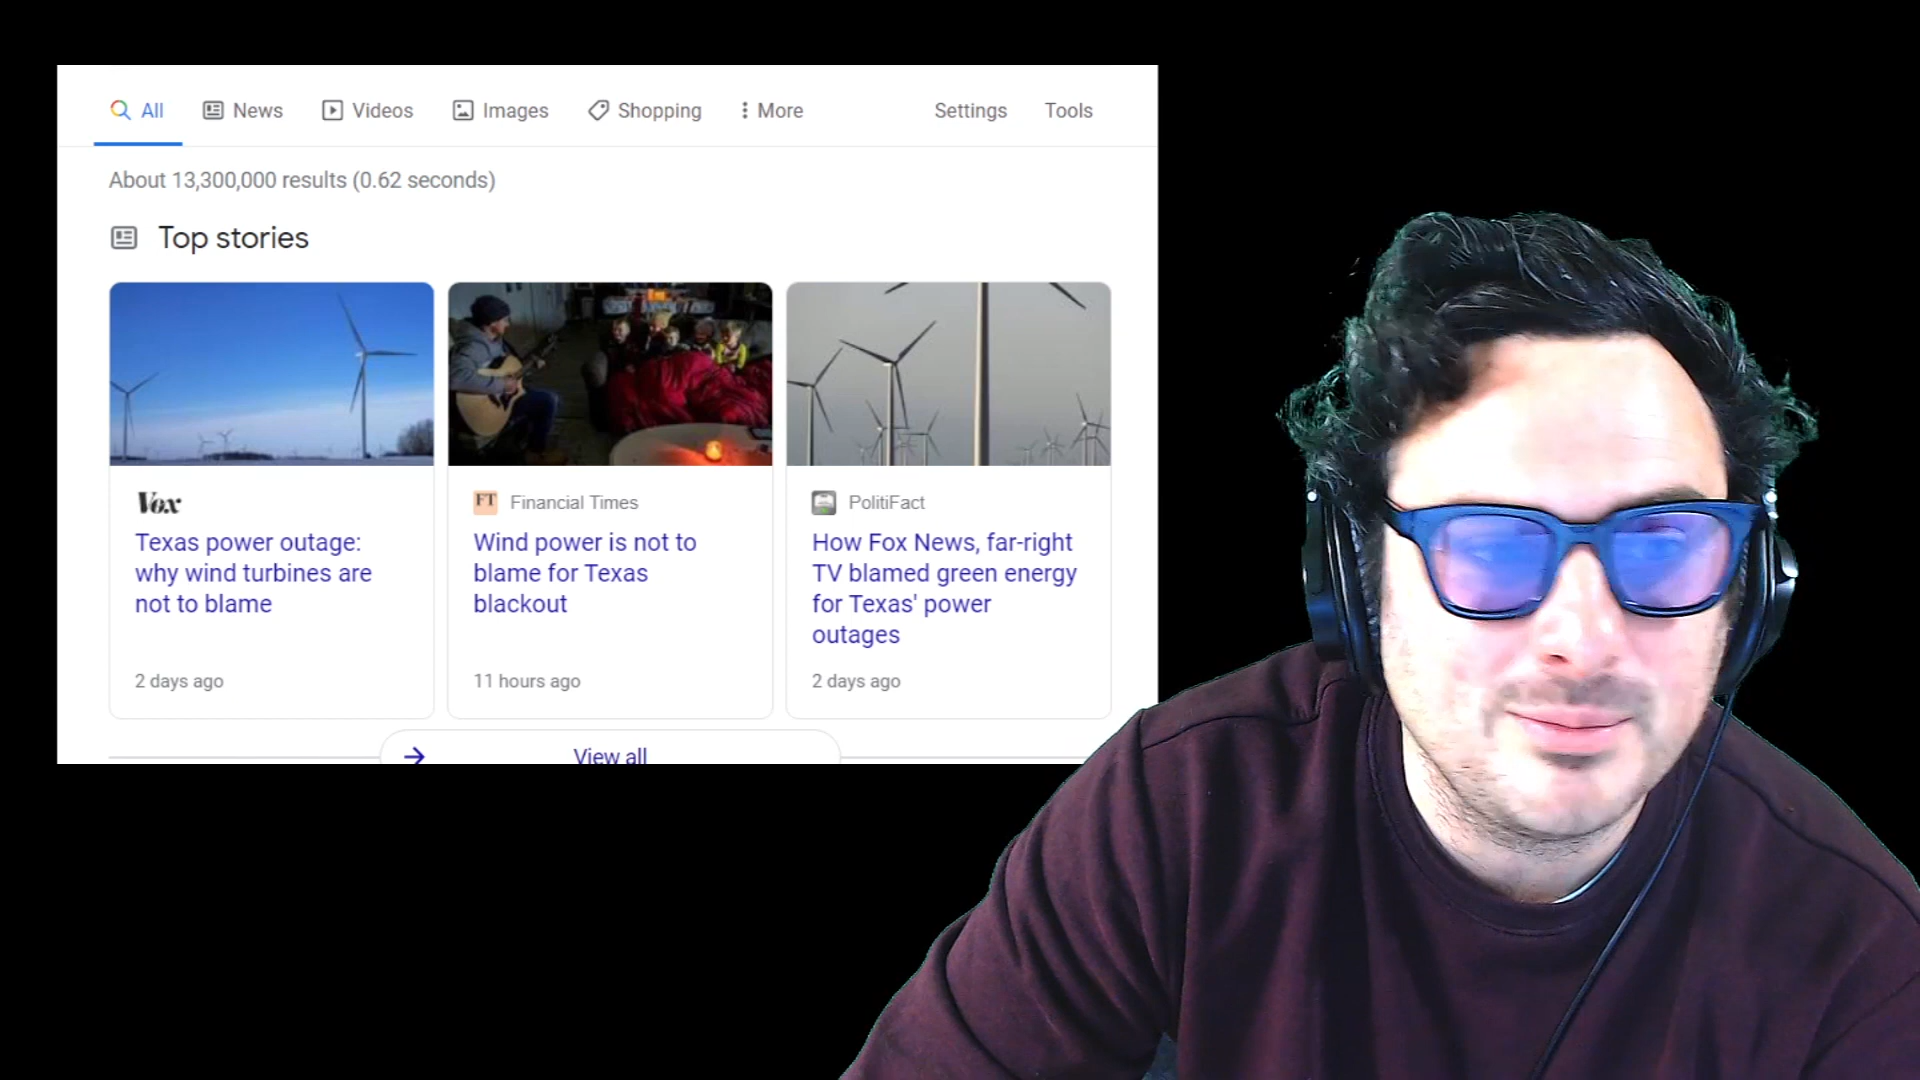 All News Videos Images Shopping More Settings Tools
About 13,300,000 results (0.62 seconds)
Top stories
Vox
Texas power outage:
why wind turbines are
not to blame
2 days ago
FT Financial Times
Wind power is not to
blame for Texas
blackout
11 hours ago
PolitiFact
How Fox News, far-right
TV blamed green energy
for Texas' power
outages
2 days ago
View all